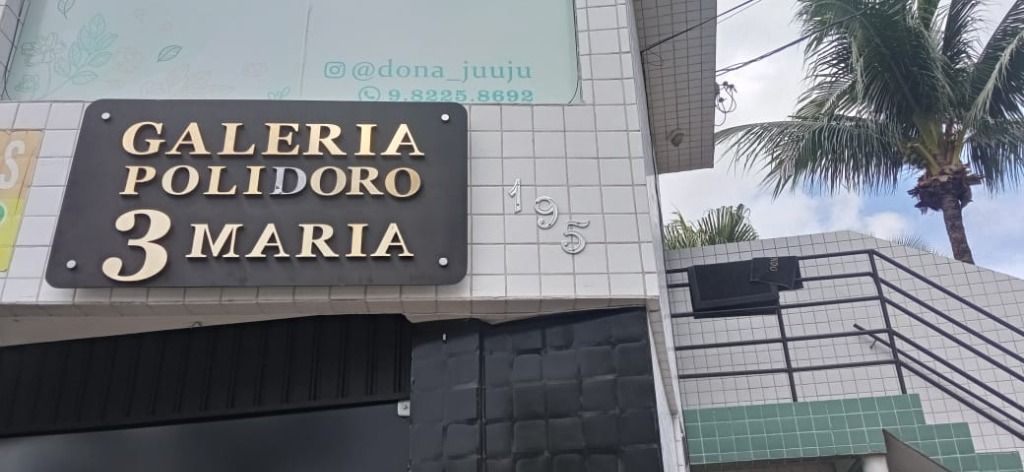 @dona_juuju
9.8225.8692
GALERIA
POLIDORO
3 MARIA
195
S